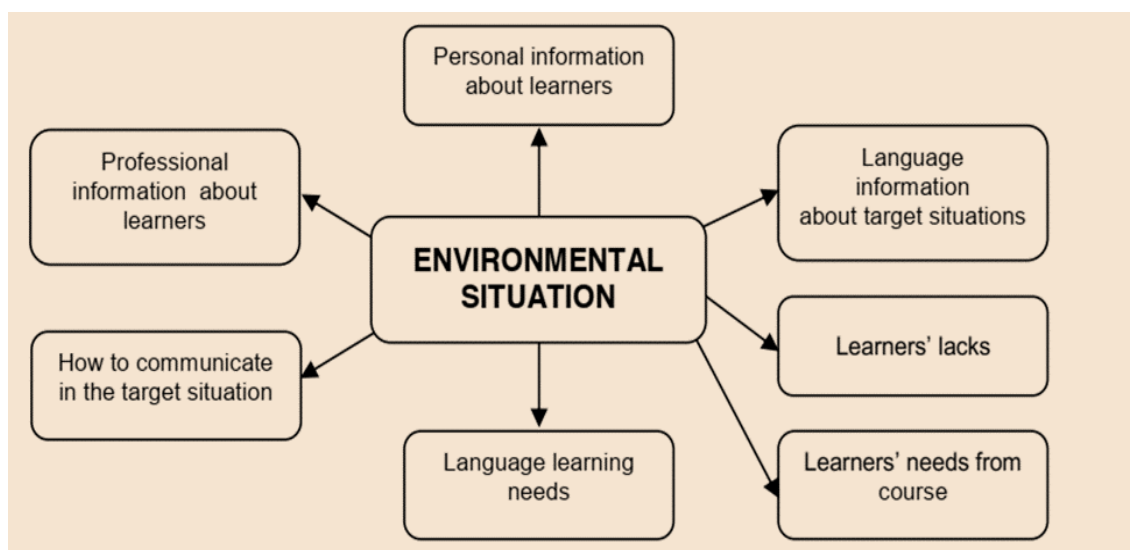 Personal information
about learners
Professional
information about
learners
Language
information
about target situations
ENVIRONMENTAL
SITUATION
How to communicate
in the target situation
Learners’ lacks
Language learning
needs
Learners’ needs from
course